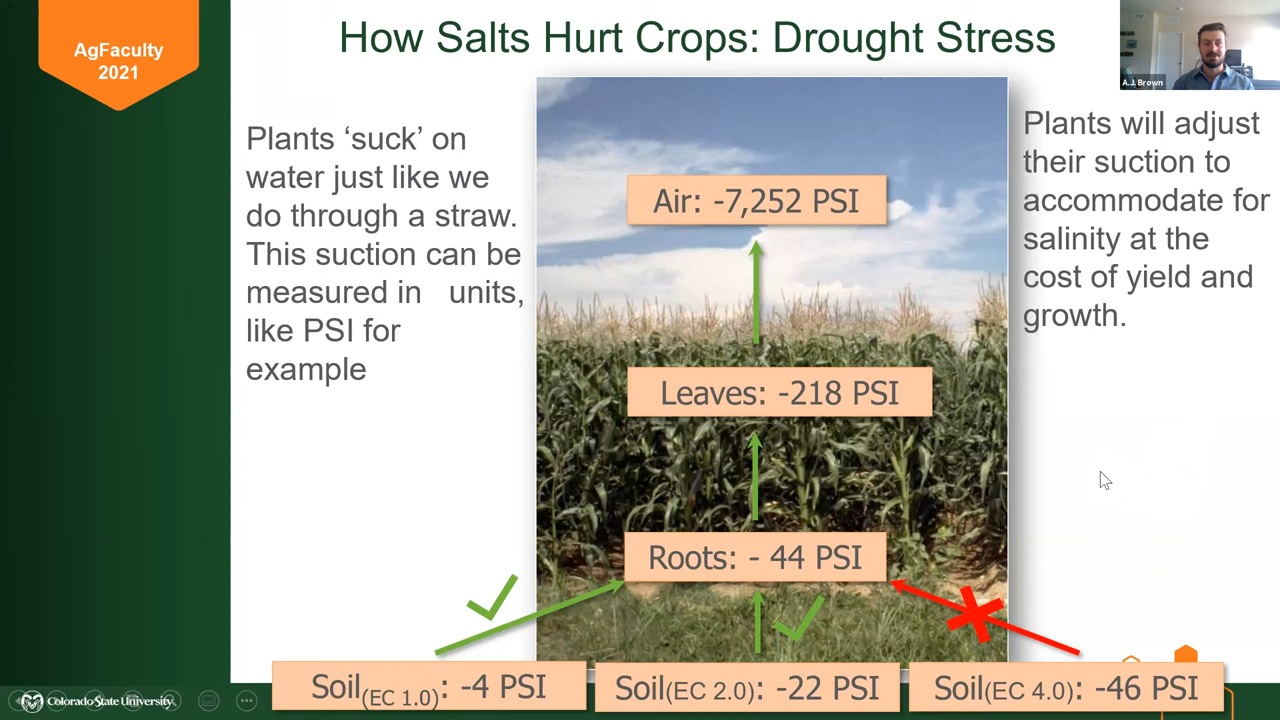 AgFaculty
2021
How Salts Hurt Crops: Drought Stress
A.J. Brown
Plants ‘suck’ on
water just like we
do through a straw.
This suction can be
measured in units,
like PSI for
example
Plants will adjust
their suction to
accommodate for
salinity at the
cost of yield and
growth.
Air: -7,252 PSI
Leaves: -218 PSI
Roots: - 44 PSI
Soil(EC 1.0): -4 PSI
Soil(EC 2.0): -22 PSI
Soil(EC 4.0): -46 PSI
Colorado State University